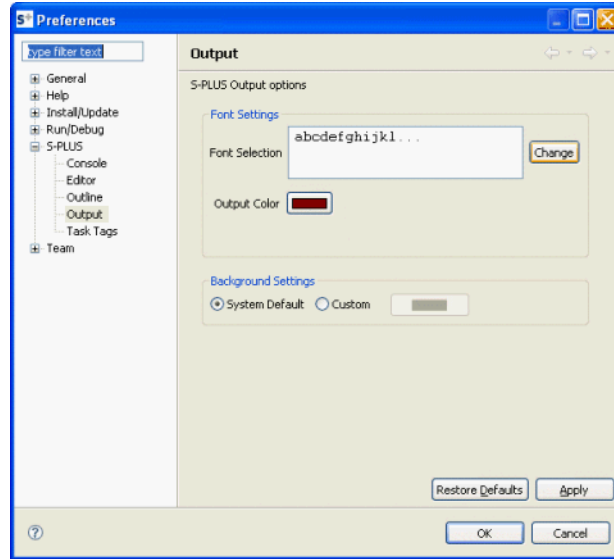 S+ Preferences
type filter text
General
Help
Install/Update
Run/Debug
S-PLUS
Console
Editor
Outline
Output
Task Tags
Team
Output
S-PLUS Output options
Font Settings
Font Selection
abcdefghijkl...
Change
Output Color
Background Settings
System Default
Custom
Restore Defaults
Apply
?
OK
Cancel